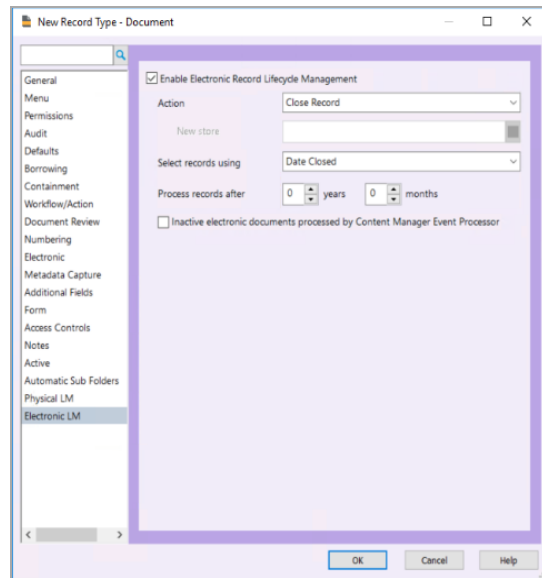 New Record Type - Document
General
Menu
Permissions
Audit
Defaults
Borrowing
Containment
Workflow/Action
Document Review
Numbering
Electronic
Metadata Capture
Additional Fields
Form
Access Controls
Notes
Active
Automatic Sub Folders
Physical LM
Electronic LM
Enable Electronic Record Lifecycle Management
Action Close Record
New store
Select records using Date Closed
Process records after 0 years 0 months
Inactive electronic documents processed by Content Manager Event Processor
OK Cancel Help